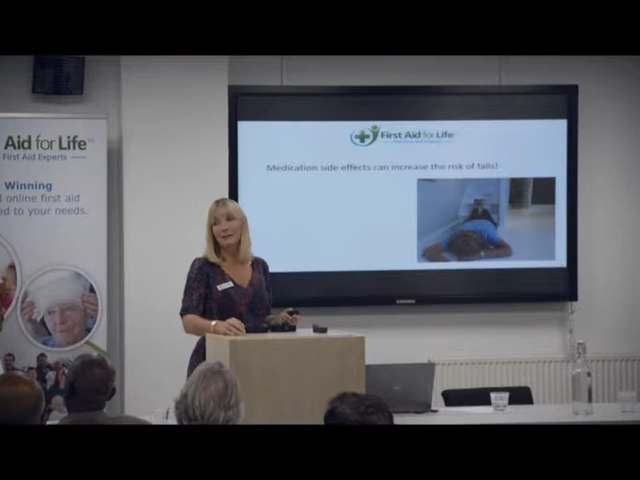 Aid for Life
First Aid Experts
Winning
online first aid
ed to your needs.
First Aid for Life
Medication side effects can increase the risk of falls!
SAMSUNG